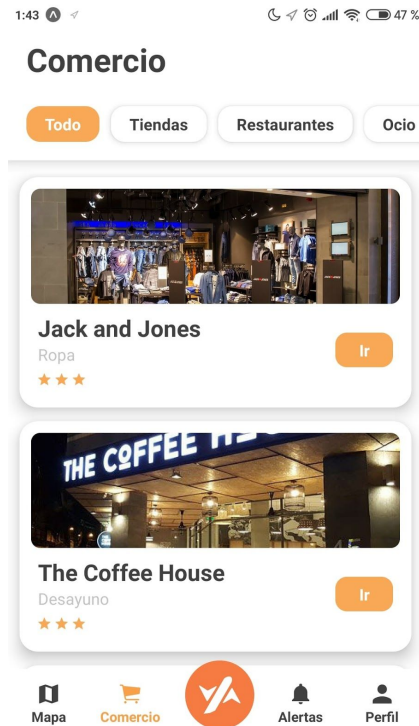 1:43 47 %
Comercio
Todo Tiendas Restaurantes Ocio
Jack and Jones
Ropa
Ir
THE COFFEE
The Coffee House
Desayuno
Ir
Mapa Comercio Alertas Perfil